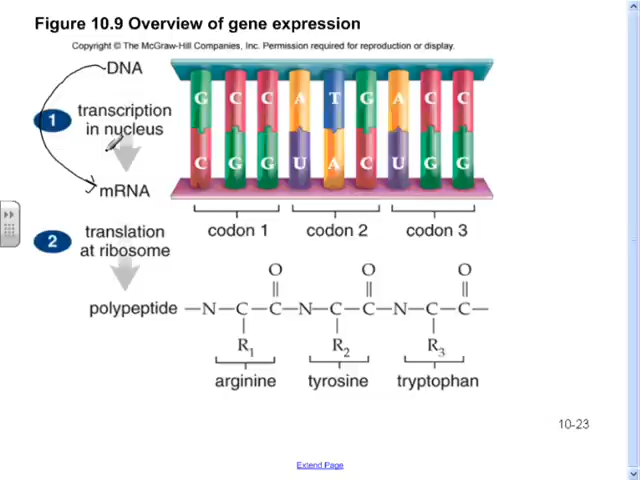 Figure 10.9 Overview of gene expression
Copyright © The McGraw-Hill Companies, Inc. Permission required for reproduction or display.
DNA
G C C A T G A C C
1
transcription
in nucleus
C G G U A C U G G
mRNA
codon 1 codon 2 codon 3
2
translation
at ribosome
O O O
polypeptide —N—C—C—N—C—C—N—C—C—
R1 R2 R3
arginine tyrosine tryptophan
10-23
Extend Page